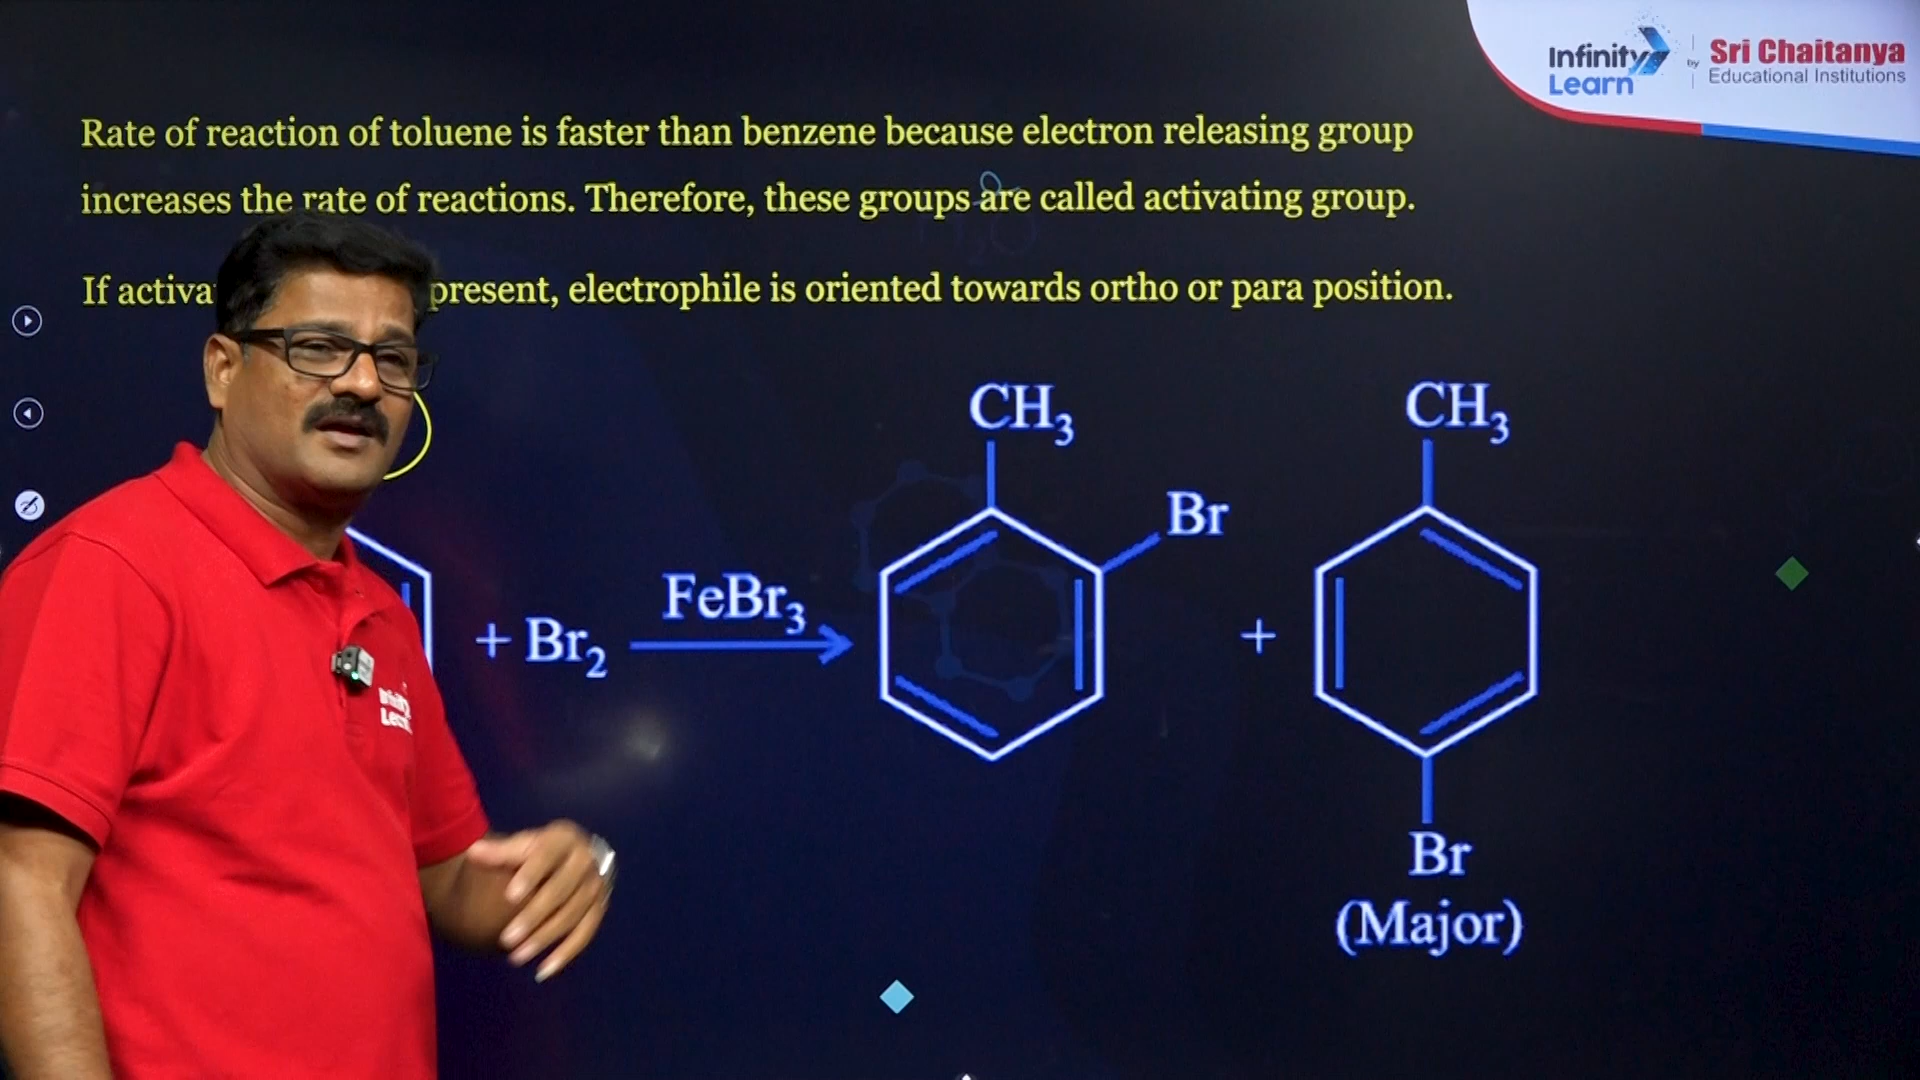 Infinity Learn by Sri Chaitanya Educational Institutions
Rate of reaction of toluene is faster than benzene because electron releasing group
increases the rate of reactions. Therefore, these groups are called activating group.
If present, electrophile is oriented towards ortho or para position.
CH3
CH3
Br
+ Br2
FeBr3
+
Br
(Major)
Learn